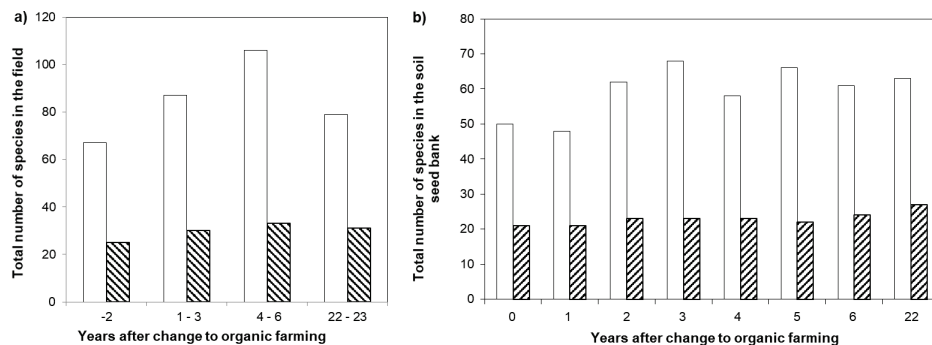 a)
Total number of species in the field
120
100
80
60
40
20
0
-2
1 - 3
4 - 6
22 - 23
Years after change to organic farming
b)
Total number of species in the soil
seed bank
80
70
60
50
40
30
20
10
0
0
1
2
3
4
5
6
22
Years after change to organic farming